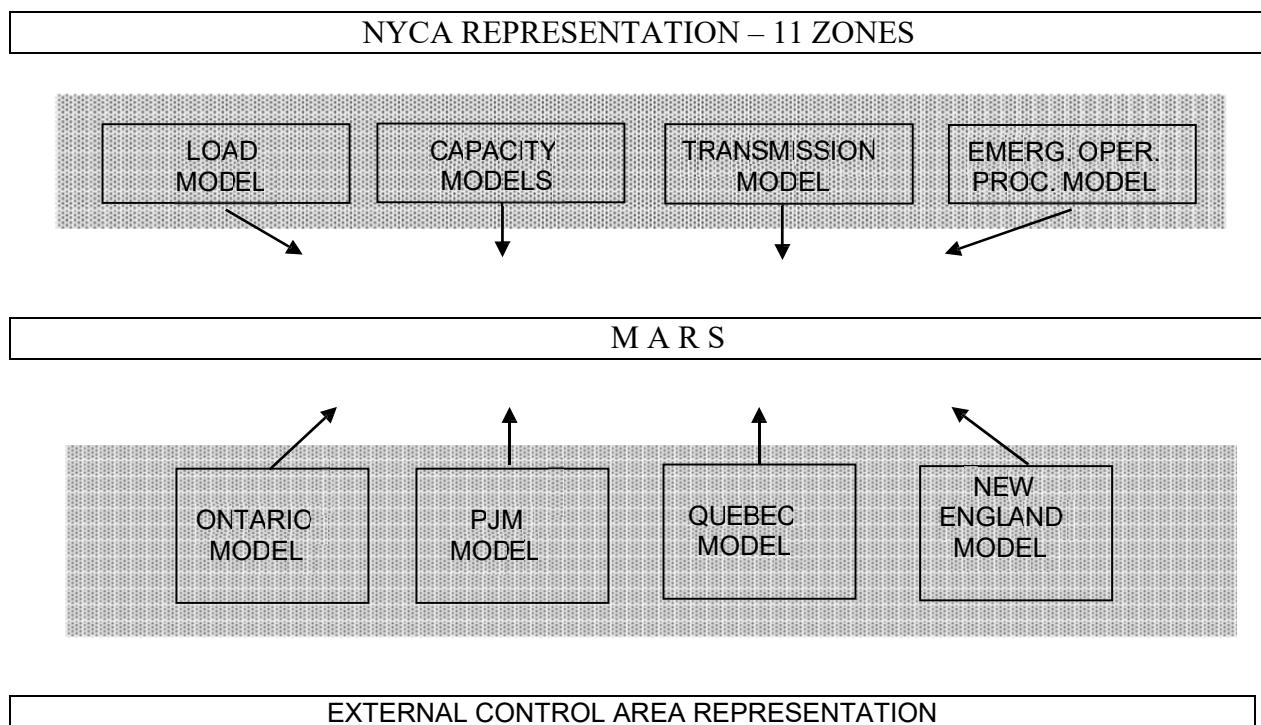 NYCA REPRESENTATION – 11 ZONES
LOAD
MODEL
CAPACITY
MODELS
TRANSMISSION
MODEL
EMERG. OPER.
PROC. MODEL
M A R S
ONTARIO
MODEL
PJM
MODEL
QUEBEC
MODEL
NEW
ENGLAND
MODEL
EXTERNAL CONTROL AREA REPRESENTATION